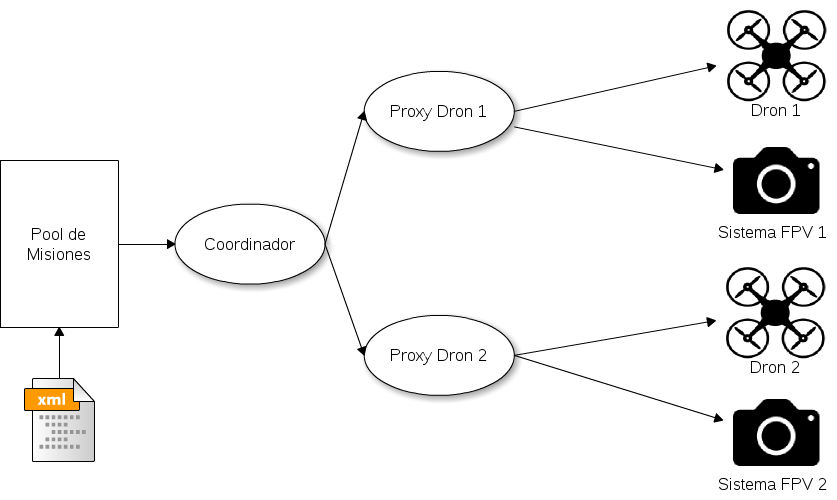 Proxy Dron 1
Dron 1
Sistema FPV 1
Pool de
Misiones
Coordinador
Proxy Dron 2
Dron 2
Sistema FPV 2
xml